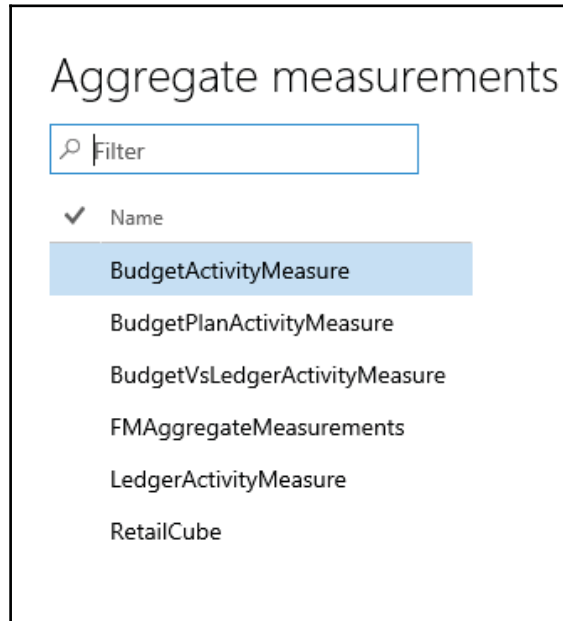 Aggregate measurements
Filter
Name
BudgetActivityMeasure
BudgetPlanActivityMeasure
BudgetVsLedgerActivityMeasure
FMAggregateMeasurements
LedgerActivityMeasure
RetailCube